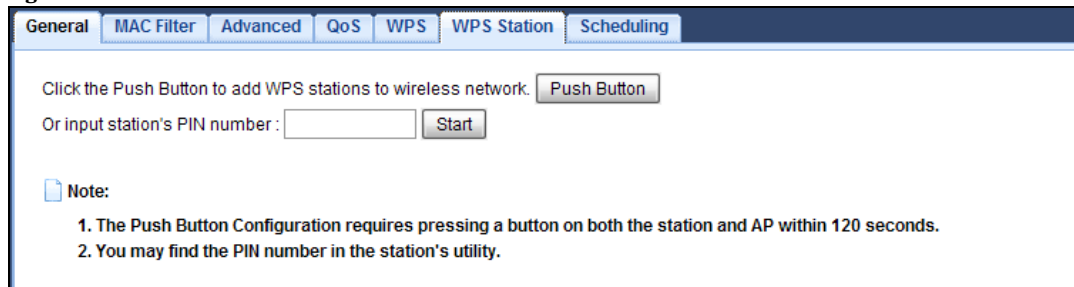 General MAC Filter Advanced QoS WPS WPS Station Scheduling
Click the Push Button to add WPS stations to wireless network. Push Button
Or input station's PIN number : Start
Note:
1. The Push Button Configuration requires pressing a button on both the station and AP within 120 seconds.
2. You may find the PIN number in the station's utility.